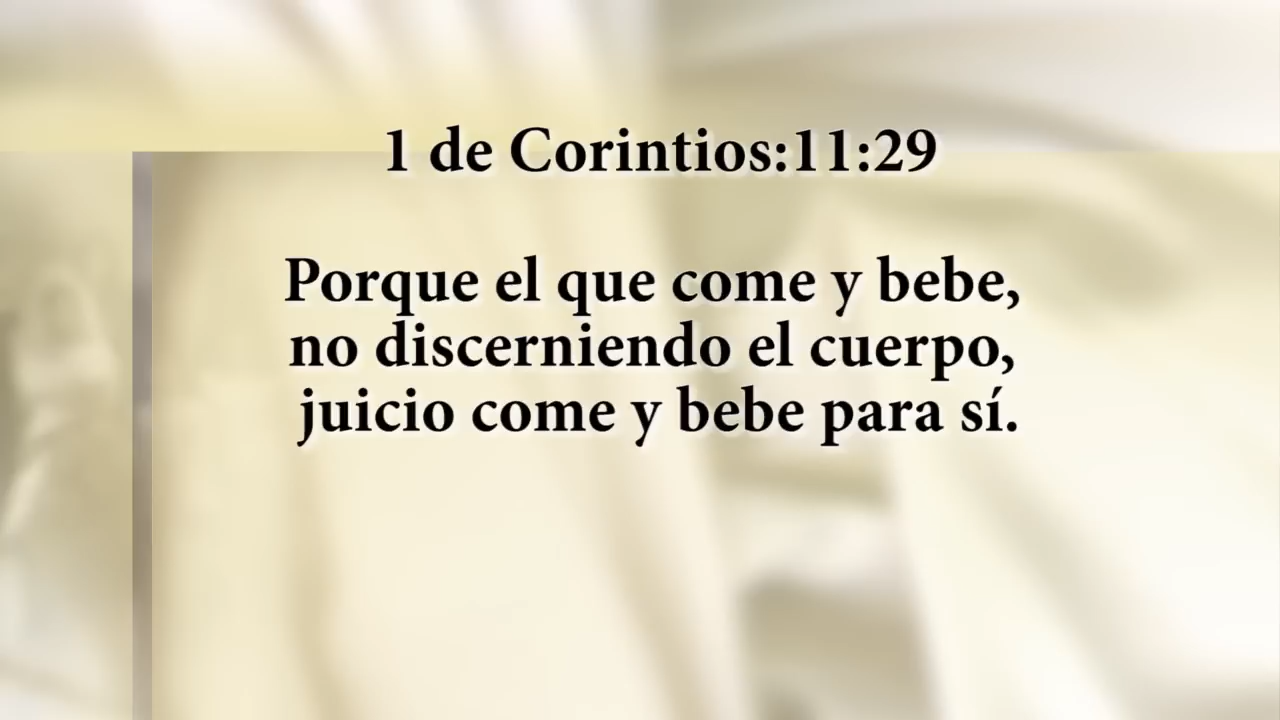 1 de Corintios:11:29
Porque el que come y bebe,
no discerniendo el cuerpo,
juicio come y bebe para sí.